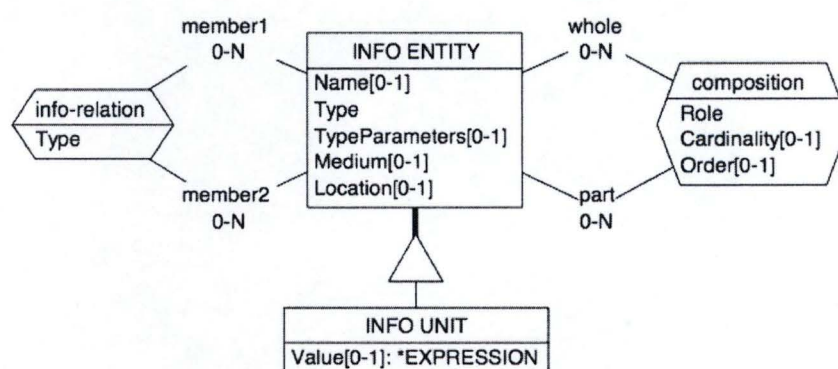 member1
0-N
INFO ENTITY
whole
0-N
info-relation
Type
Name[0-1]
Type
TypeParameters[0-1]
Medium[0-1]
Location[0-1]
composition
Role
Cardinality[0-1]
Order[0-1]
member2
0-N
part
0-N
INFO UNIT
Value[0-1]: *EXPRESSION